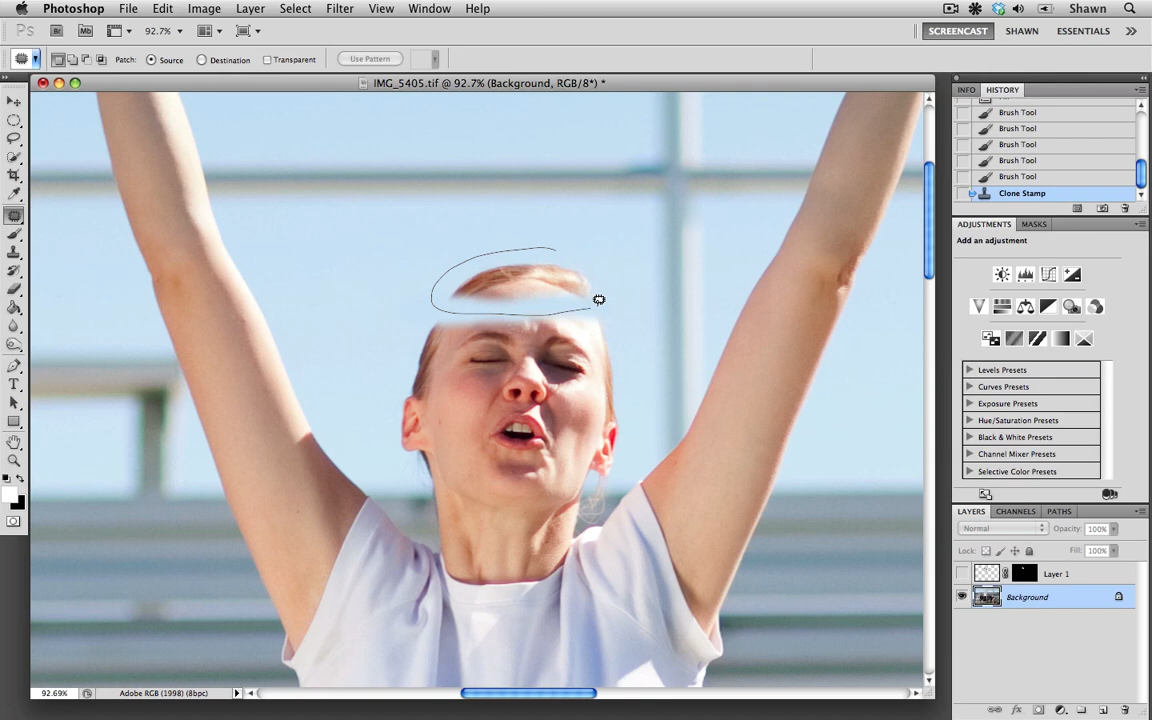 Photoshop File Edit Image Layer Select Filter View Window Help Shawn
Ps Br Mb 92.7% SCREENCAST SHAWN ESSENTIALS
Patch: Source Destination Transparent Use Pattern
IMG_5405.tif @ 92.7% (Background, RGB/8*) *
INFO HISTORY
Brush Tool
Brush Tool
Brush Tool
Brush Tool
Brush Tool
Clone Stamp
ADJUSTMENTS MASKS
Add an adjustment
Levels Presets
Curves Presets
Exposure Presets
Hue/Saturation Presets
Black & White Presets
Channel Mixer Presets
Selective Color Presets
LAYERS CHANNELS PATHS
Normal Opacity: 100%
Lock: Fill: 100%
Layer 1
Background
92.69% Adobe RGB (1998) (8bpc)